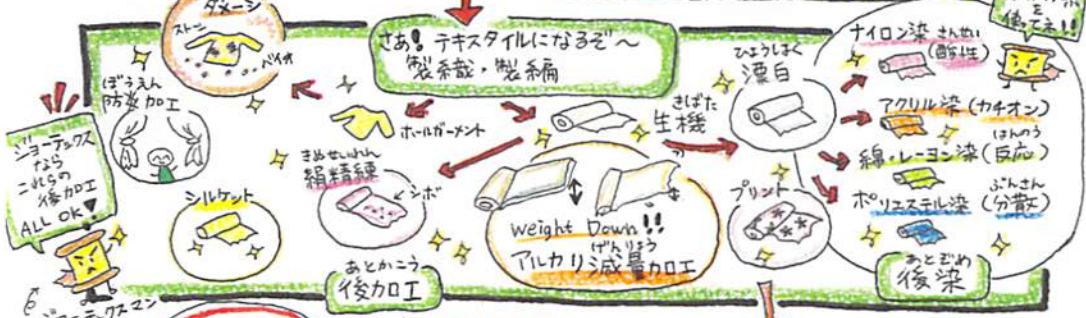 ダメージ
ストーン
バイオ
さあ!テキスタイルになるぞ〜
製織・製編
使ってネ!!
ナイロン染
さんせい
(酸性)
ひょうはく
漂白
ぼうえん
防炎加工
アクリル染(カチオン)
きばた
生機
ホールガーメント
はんのう
綿・レーヨン染(反応)
きぬせいれん
絹精練
シボ
ジョーテックス
なら
これらの
後加工
ALL OK
シルケット
プリント
ぶんさん
ポリエステル染(分散)
Weight Down!!
げんりょう
アルカリ減量加工
あとかこう
後加工
あとぞめ
後染
ジョーテックスマン